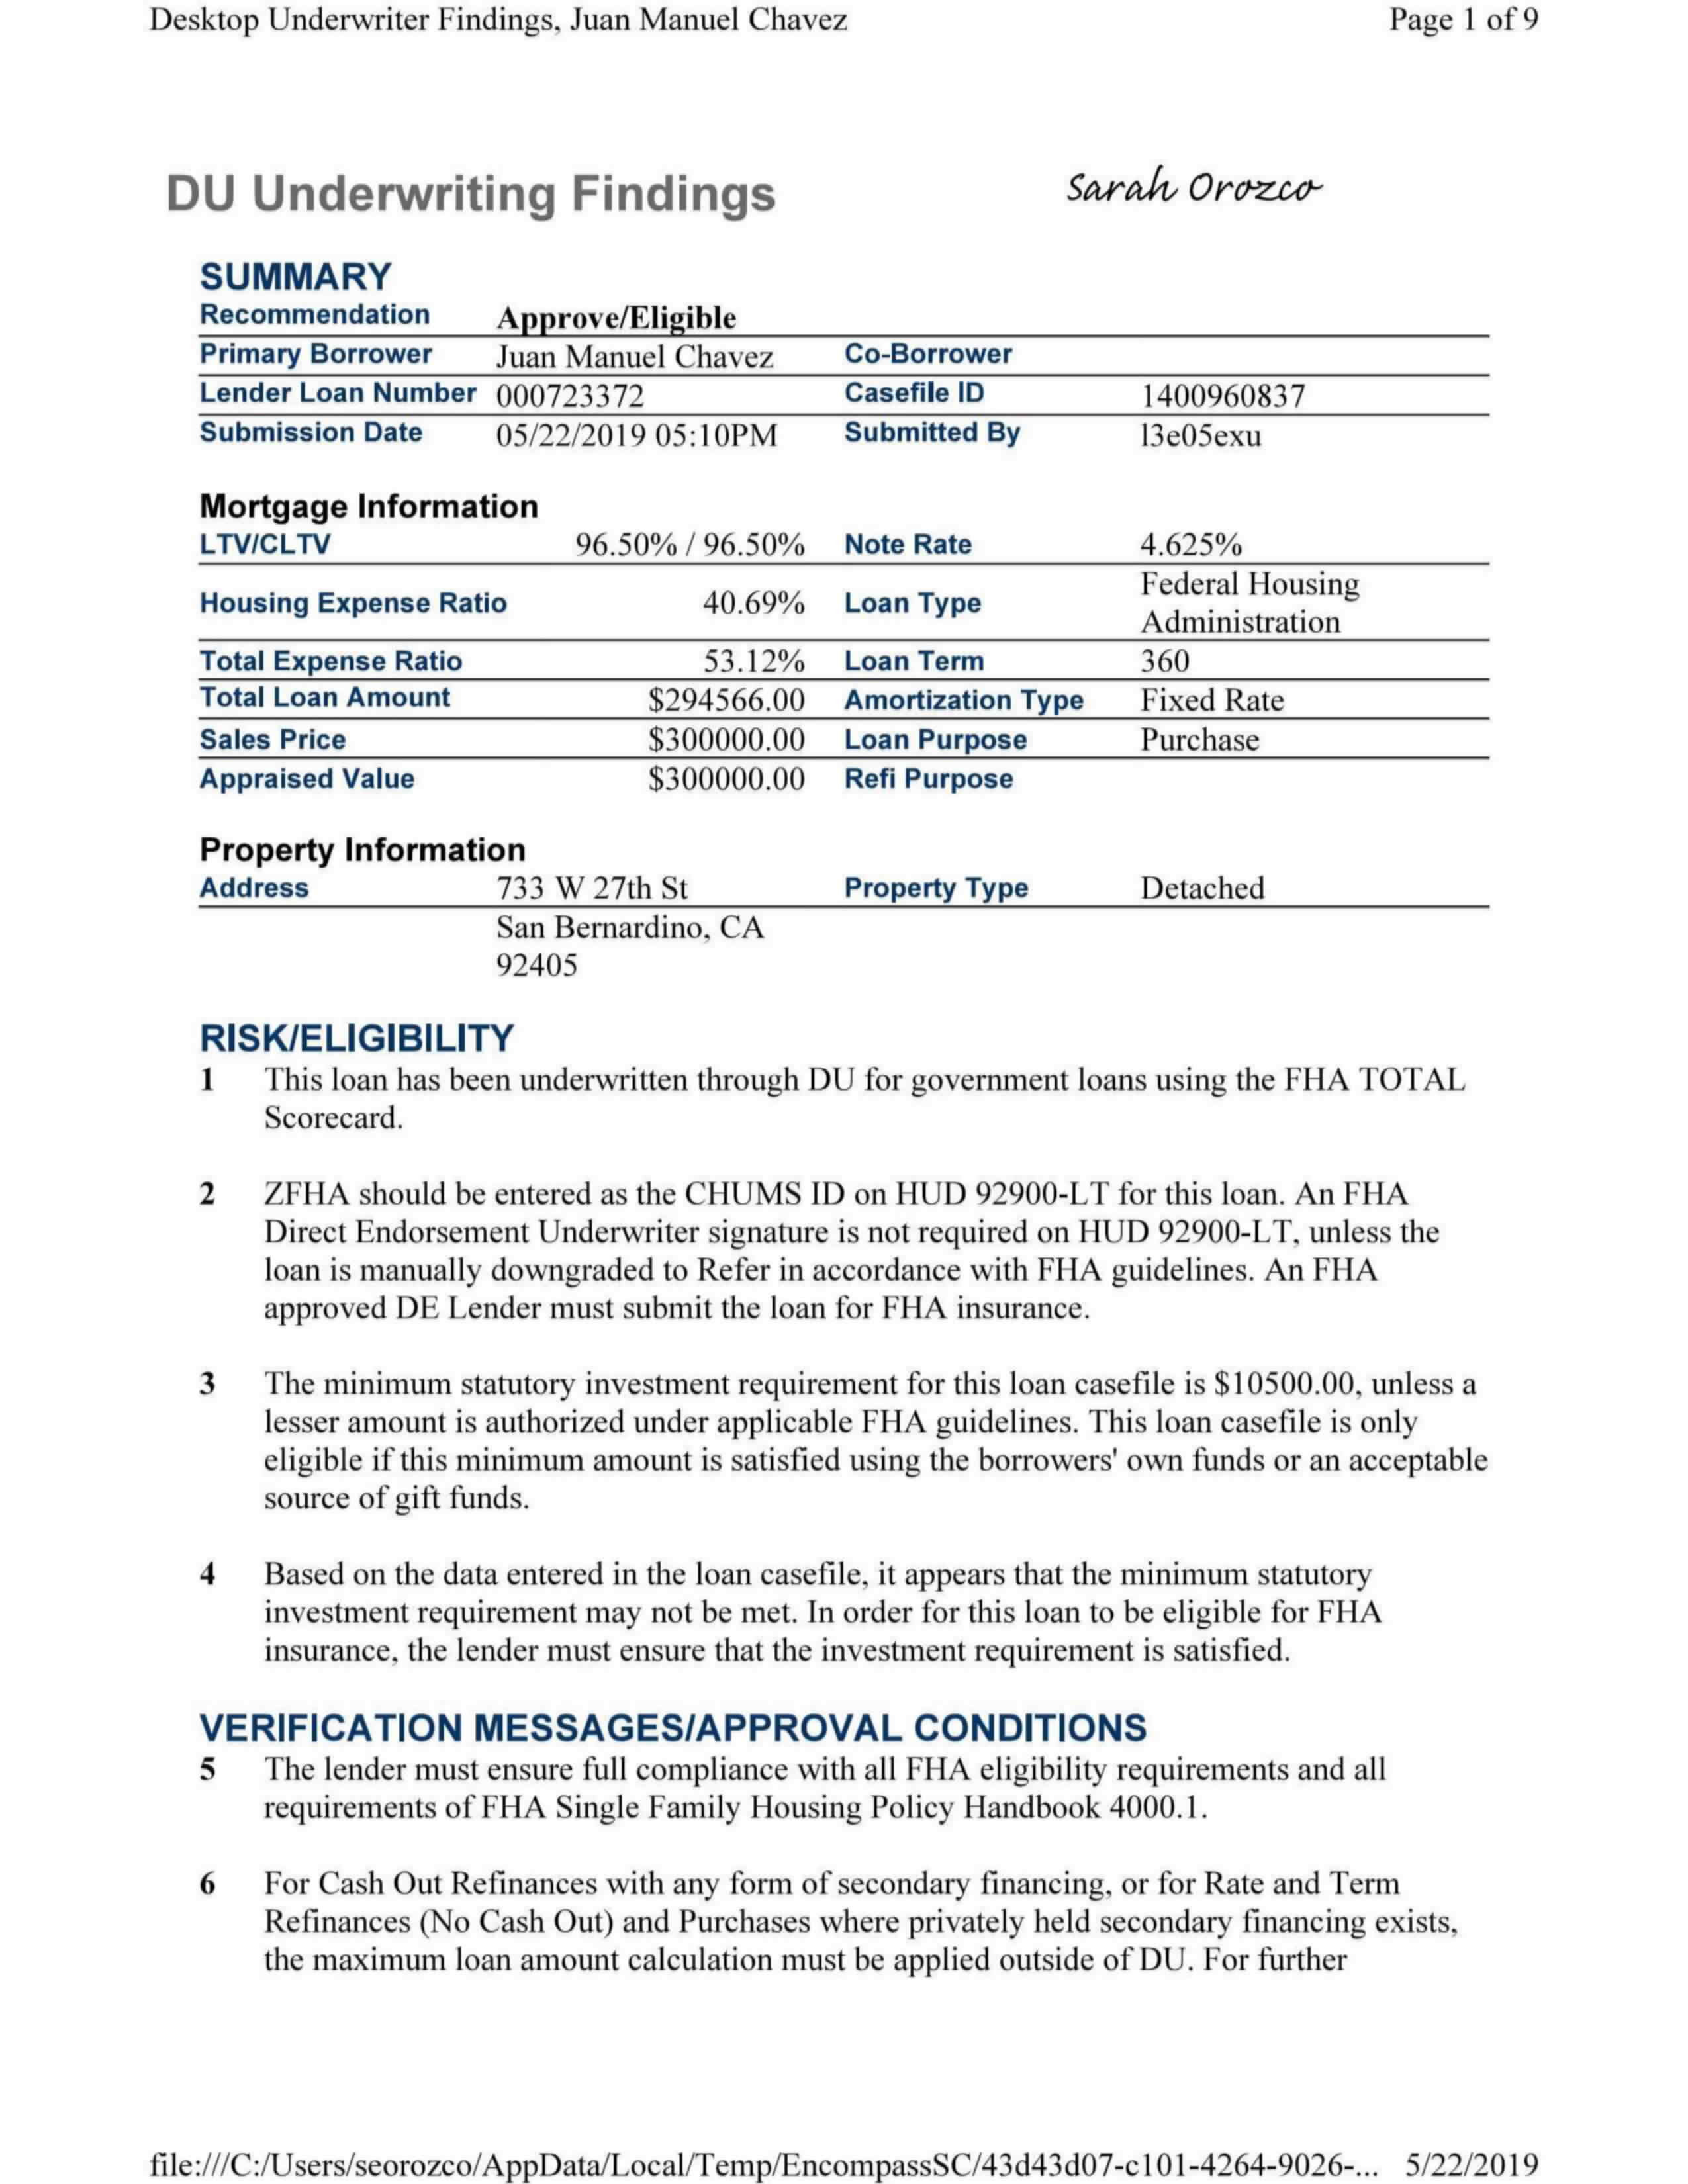 Desktop Underwriter Findings, Juan Manuel Chavez Page 1 of 9
DU Underwriting Findings Sarah Orozco
SUMMARY
Recommendation Approve/Eligible
Primary Borrower Juan Manuel Chavez Co-Borrower
Lender Loan Number 000723372 Casefile ID 1400960837
Submission Date 05/22/2019 05:10PM Submitted By l3e05exu
Mortgage Information
LTV/CLTV 96.50% / 96.50% Note Rate 4.625%
Housing Expense Ratio 40.69% Loan Type Federal Housing
Administration
Total Expense Ratio 53.12% Loan Term 360
Total Loan Amount $294566.00 Amortization Type Fixed Rate
Sales Price $300000.00 Loan Purpose Purchase
Appraised Value $300000.00 Refi Purpose
Property Information
Address 733 W 27th St Property Type Detached
San Bernardino, CA
92405
RISK/ELIGIBILITY
1 This loan has been underwritten through DU for government loans using the FHA TOTAL
Scorecard.
2 ZFHA should be entered as the CHUMS ID on HUD 92900-LT for this loan. An FHA
Direct Endorsement Underwriter signature is not required on HUD 92900-LT, unless the
loan is manually downgraded to Refer in accordance with FHA guidelines. An FHA
approved DE Lender must submit the loan for FHA insurance.
3 The minimum statutory investment requirement for this loan casefile is $10500.00, unless a
lesser amount is authorized under applicable FHA guidelines. This loan casefile is only
eligible if this minimum amount is satisfied using the borrowers' own funds or an acceptable
source of gift funds.
4 Based on the data entered in the loan casefile, it appears that the minimum statutory
investment requirement may not be met. In order for this loan to be eligible for FHA
insurance, the lender must ensure that the investment requirement is satisfied.
VERIFICATION MESSAGES/APPROVAL CONDITIONS
5 The lender must ensure full compliance with all FHA eligibility requirements and all
requirements of FHA Single Family Housing Policy Handbook 4000.1.
6 For Cash Out Refinances with any form of secondary financing, or for Rate and Term
Refinances (No Cash Out) and Purchases where privately held secondary financing exists,
the maximum loan amount calculation must be applied outside of DU. For further
file:///C:/Users/seorozco/AppData/Local/Temp/EncompassSC/43d43d07-c101-4264-9026-... 5/22/2019